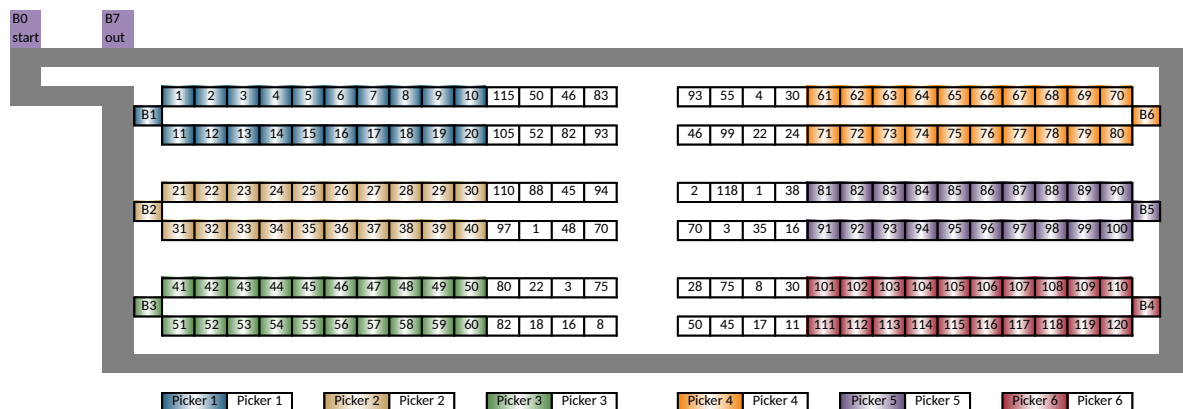 B0 B7
start out
1 2 3 4 5 6 7 8 9 10 115 50 46 83 93 55 4 30 61 62 63 64 65 66 67 68 69 70
B1 B6
11 12 13 14 15 16 17 18 19 20 105 52 82 93 46 99 22 24 71 72 73 74 75 76 77 78 79 80
21 22 23 24 25 26 27 28 29 30 110 88 45 94 2 118 1 38 81 82 83 84 85 86 87 88 89 90
B2 B5
31 32 33 34 35 36 37 38 39 40 97 1 48 70 70 3 35 16 91 92 93 94 95 96 97 98 99 100
41 42 43 44 45 46 47 48 49 50 80 22 3 75 28 75 8 30 101 102 103 104 105 106 107 108 109 110
B3 B4
51 52 53 54 55 56 57 58 59 60 82 18 16 8 50 45 17 11 111 112 113 114 115 116 117 118 119 120
Picker 1 Picker 1 Picker 2 Picker 2 Picker 3 Picker 3 Picker 4 Picker 4 Picker 5 Picker 5 Picker 6 Picker 6